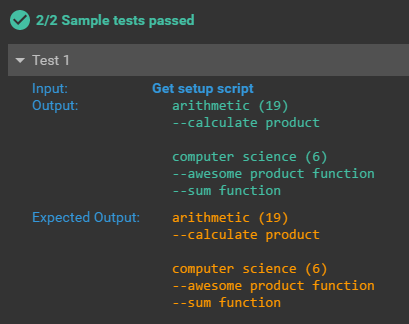 2/2 Sample tests passed
Test 1
Input: Get setup script
Output: arithmetic (19)
--calculate product
computer science (6)
--awesome product function
--sum function
Expected Output: arithmetic (19)
--calculate product
computer science (6)
--awesome product function
--sum function